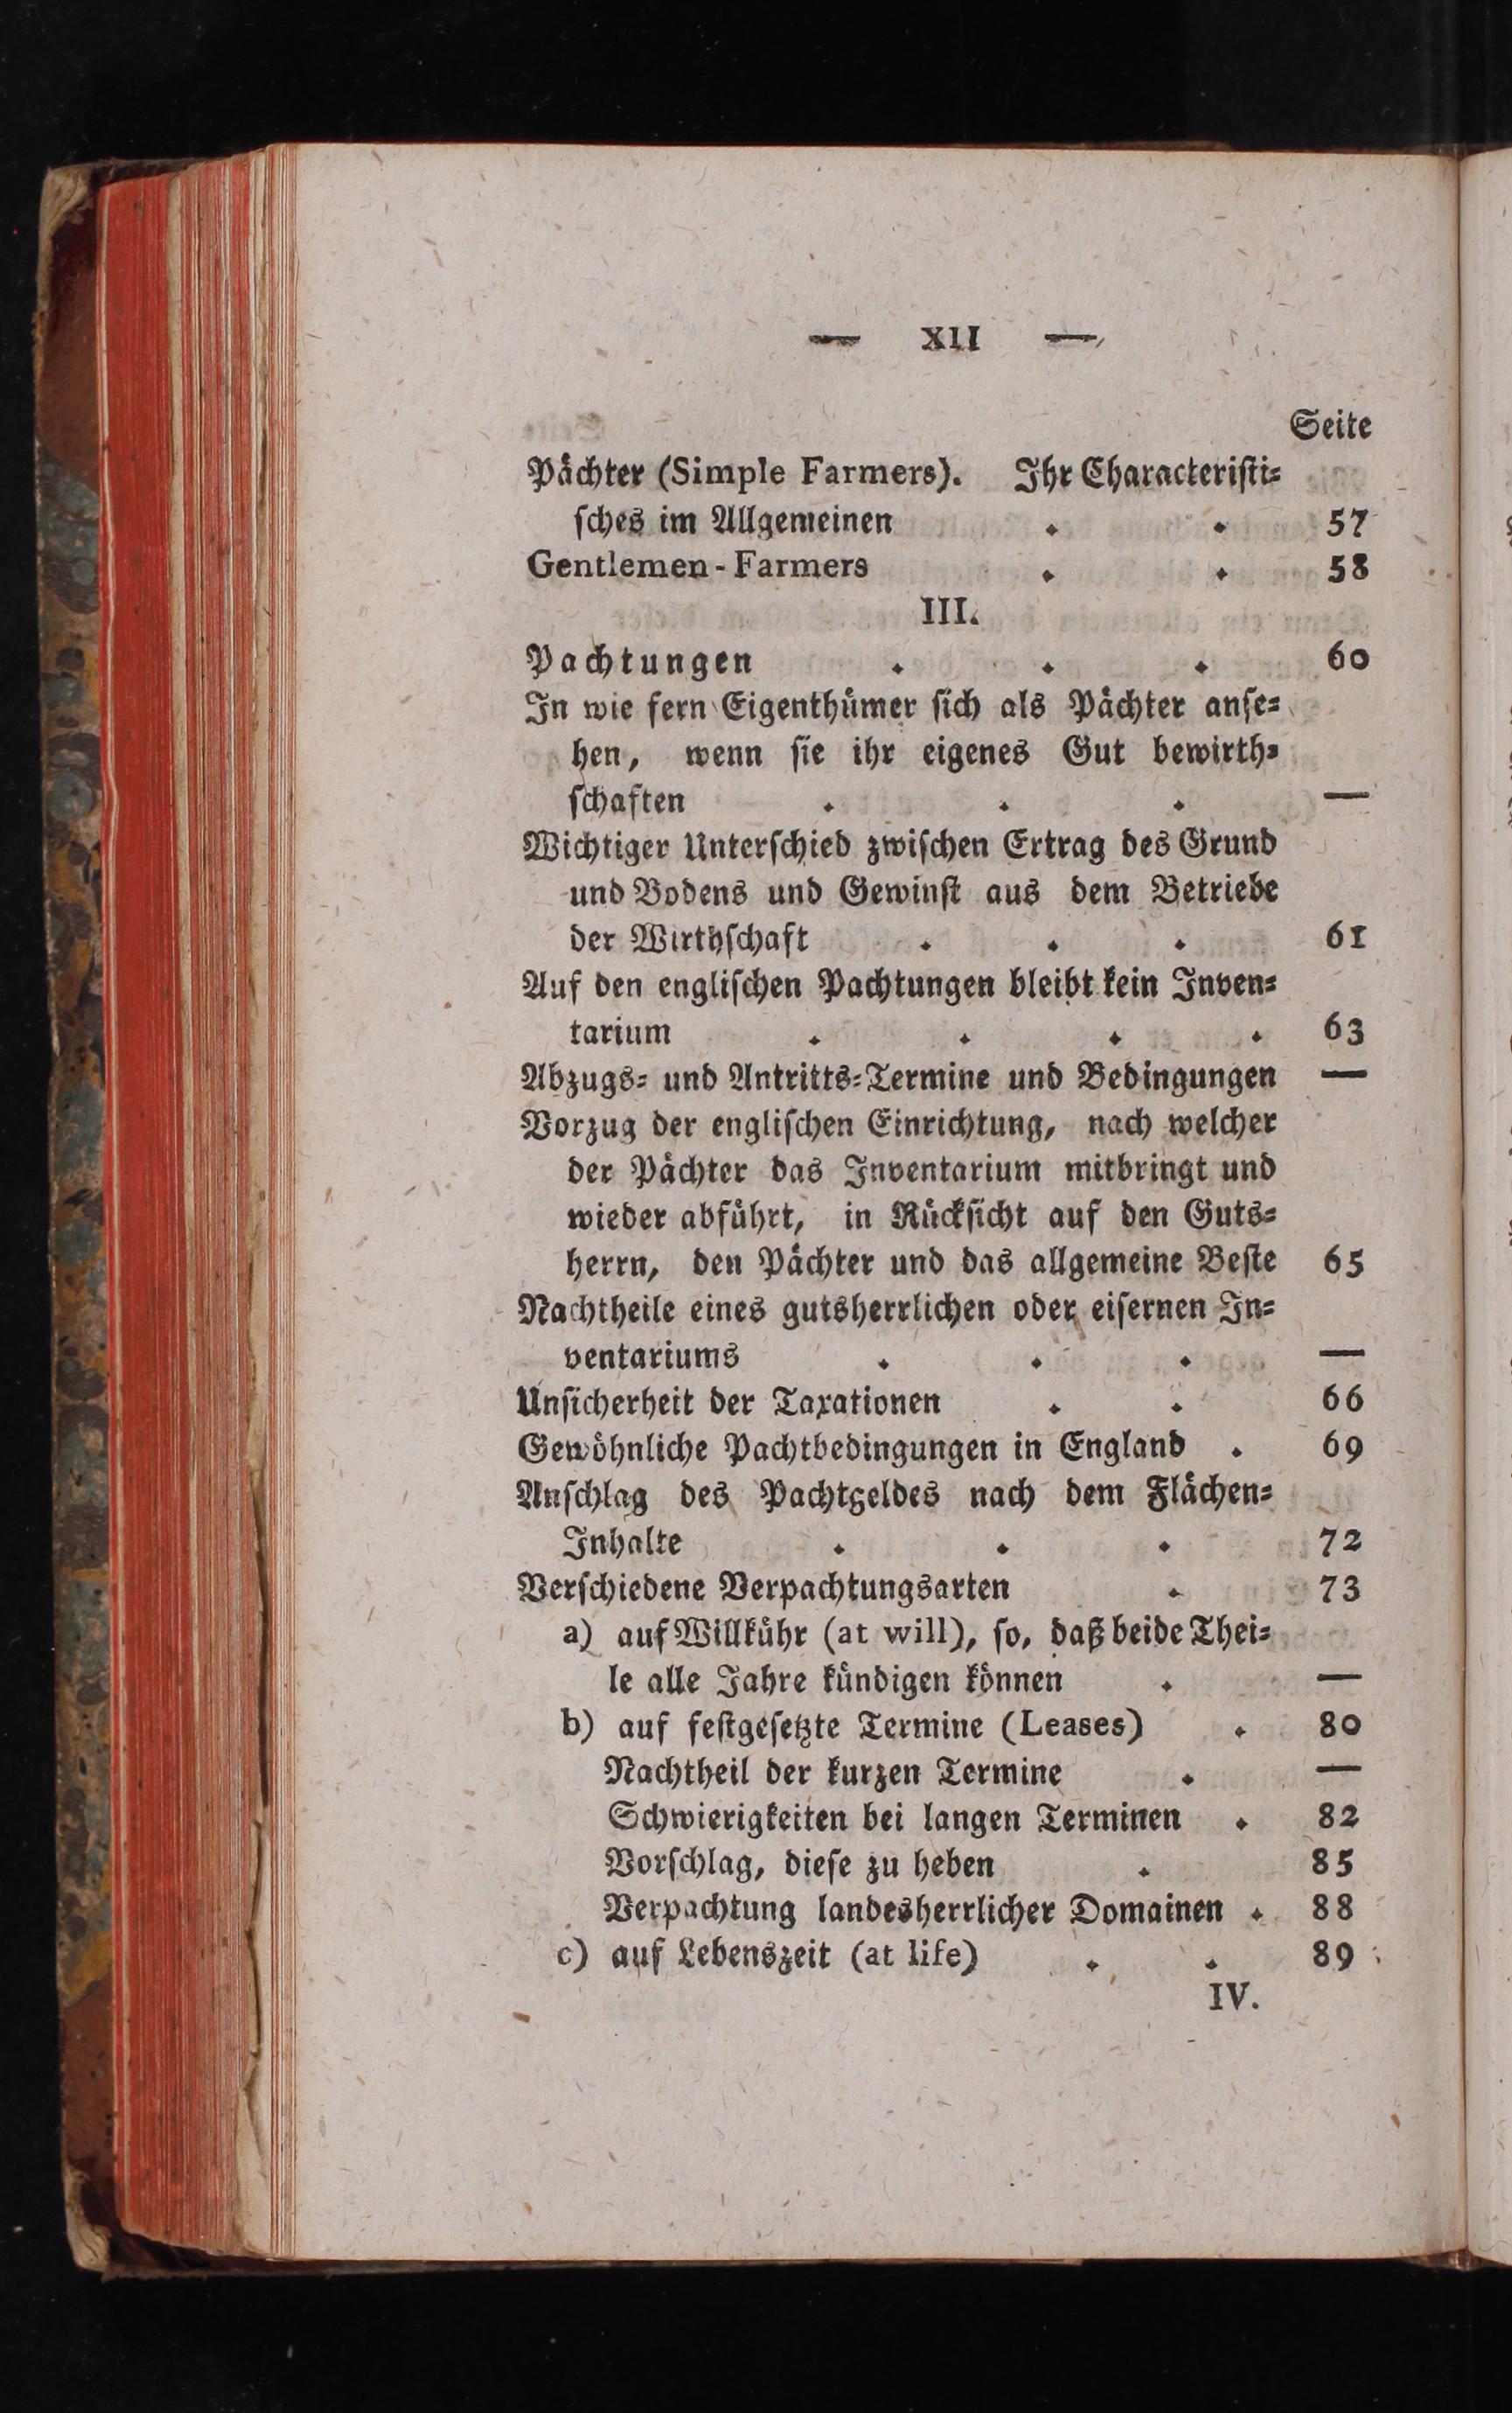 — XII —
Seite
Pächter (Simple Farmers). Ihr Characteristi-
sches im Allgemeinen . . 57
Gentlemen-Farmers . . 58
III.
Pachtungen . . . 60
In wie fern Eigenthümer sich als Pächter anse-
hen, wenn sie ihr eigenes Gut bewirth-
schaften . . . —
Wichtiger Unterschied zwischen Ertrag des Grund
und Bodens und Gewinst aus dem Betriebe
der Wirthschaft . . . 61
Auf den englischen Pachtungen bleibt kein Inven-
tarium . . . . 63
Abzugs- und Antritts-Termine und Bedingungen —
Vorzug der englischen Einrichtung, nach welcher
der Pächter das Inventarium mitbringt und
wieder abführt, in Rücksicht auf den Guts-
herrn, den Pächter und das allgemeine Beste 65
Nachtheile eines gutsherrlichen oder eisernen In-
ventariums . . . —
Unsicherheit der Taxationen . . 66
Gewöhnliche Pachtbedingungen in England . 69
Anschlag des Pachtgeldes nach dem Flächen-
Inhalte . . . 72
Verschiedene Verpachtungsarten . 73
a) auf Willkühr (at will), so, daß beide Thei-
le alle Jahre kündigen können . —
b) auf festgesetzte Termine (Leases) . 80
Nachtheil der kurzen Termine . —
Schwierigkeiten bei langen Terminen . 82
Vorschlag, diese zu heben . 85
Verpachtung landesherrlicher Domainen . 88
c) auf Lebenszeit (at life) . . 89
IV.